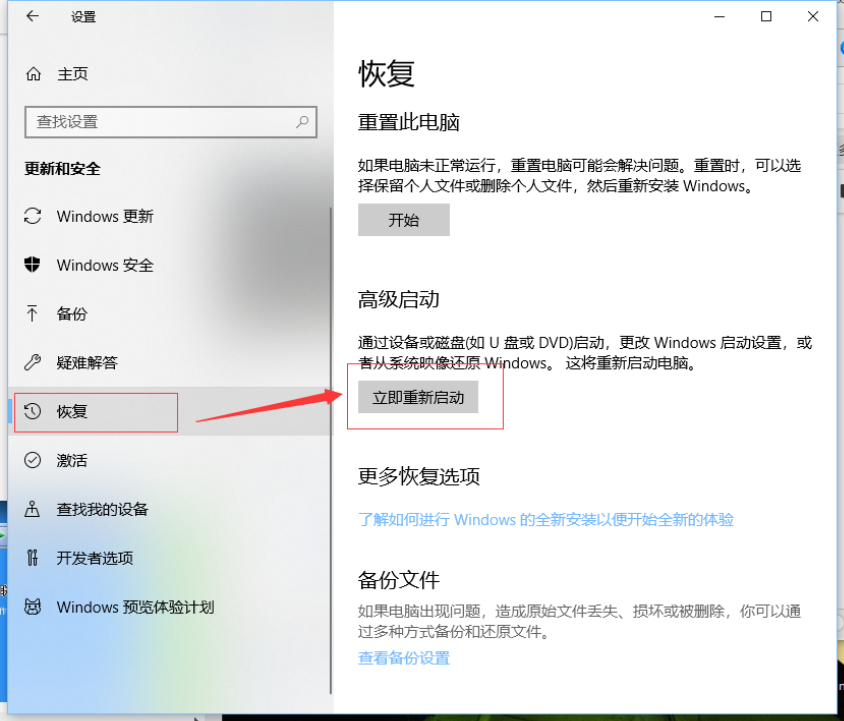 设置
主页
查找设置
更新和安全
Windows 更新
Windows 安全
备份
疑难解答
恢复
激活
查找我的设备
开发者选项
Windows 预览体验计划
恢复
重置此电脑
如果电脑未正常运行，重置电脑可能会解决问题。重置时，可以选
择保留个人文件或删除个人文件，然后重新安装 Windows。
开始
高级启动
通过设备或磁盘(如 U 盘或 DVD)启动，更改 Windows 启动设置，或
者从系统映像还原 Windows。 这将重新启动电脑。
立即重新启动
更多恢复选项
了解如何进行 Windows 的全新安装以便开始全新的体验
备份文件
如果电脑出现问题，造成原始文件丢失、损坏或被删除，你可以通
过多种方式备份和还原文件。
查看备份设置